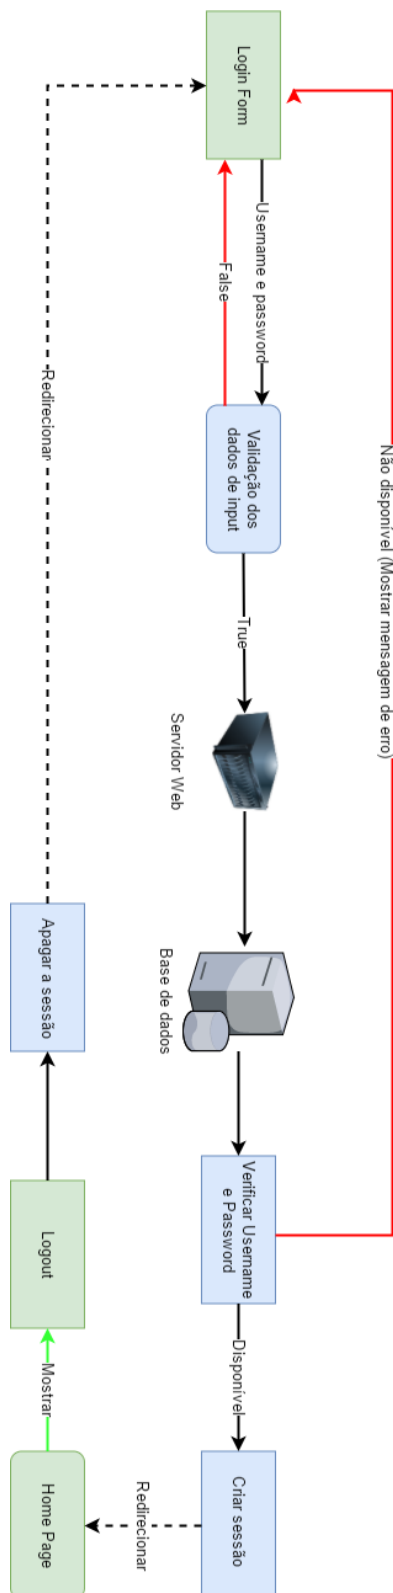 Login Form
Username e password
False
Validação dos
dados de input
True
Servidor Web
Base de dados
Verificar Username
e Password
Não disponível (Mostrar mensagem de erro)
Disponível
Criar sessão
Redirecionar
Home Page
Mostrar
Logout
Apagar a sessão
Redirecionar